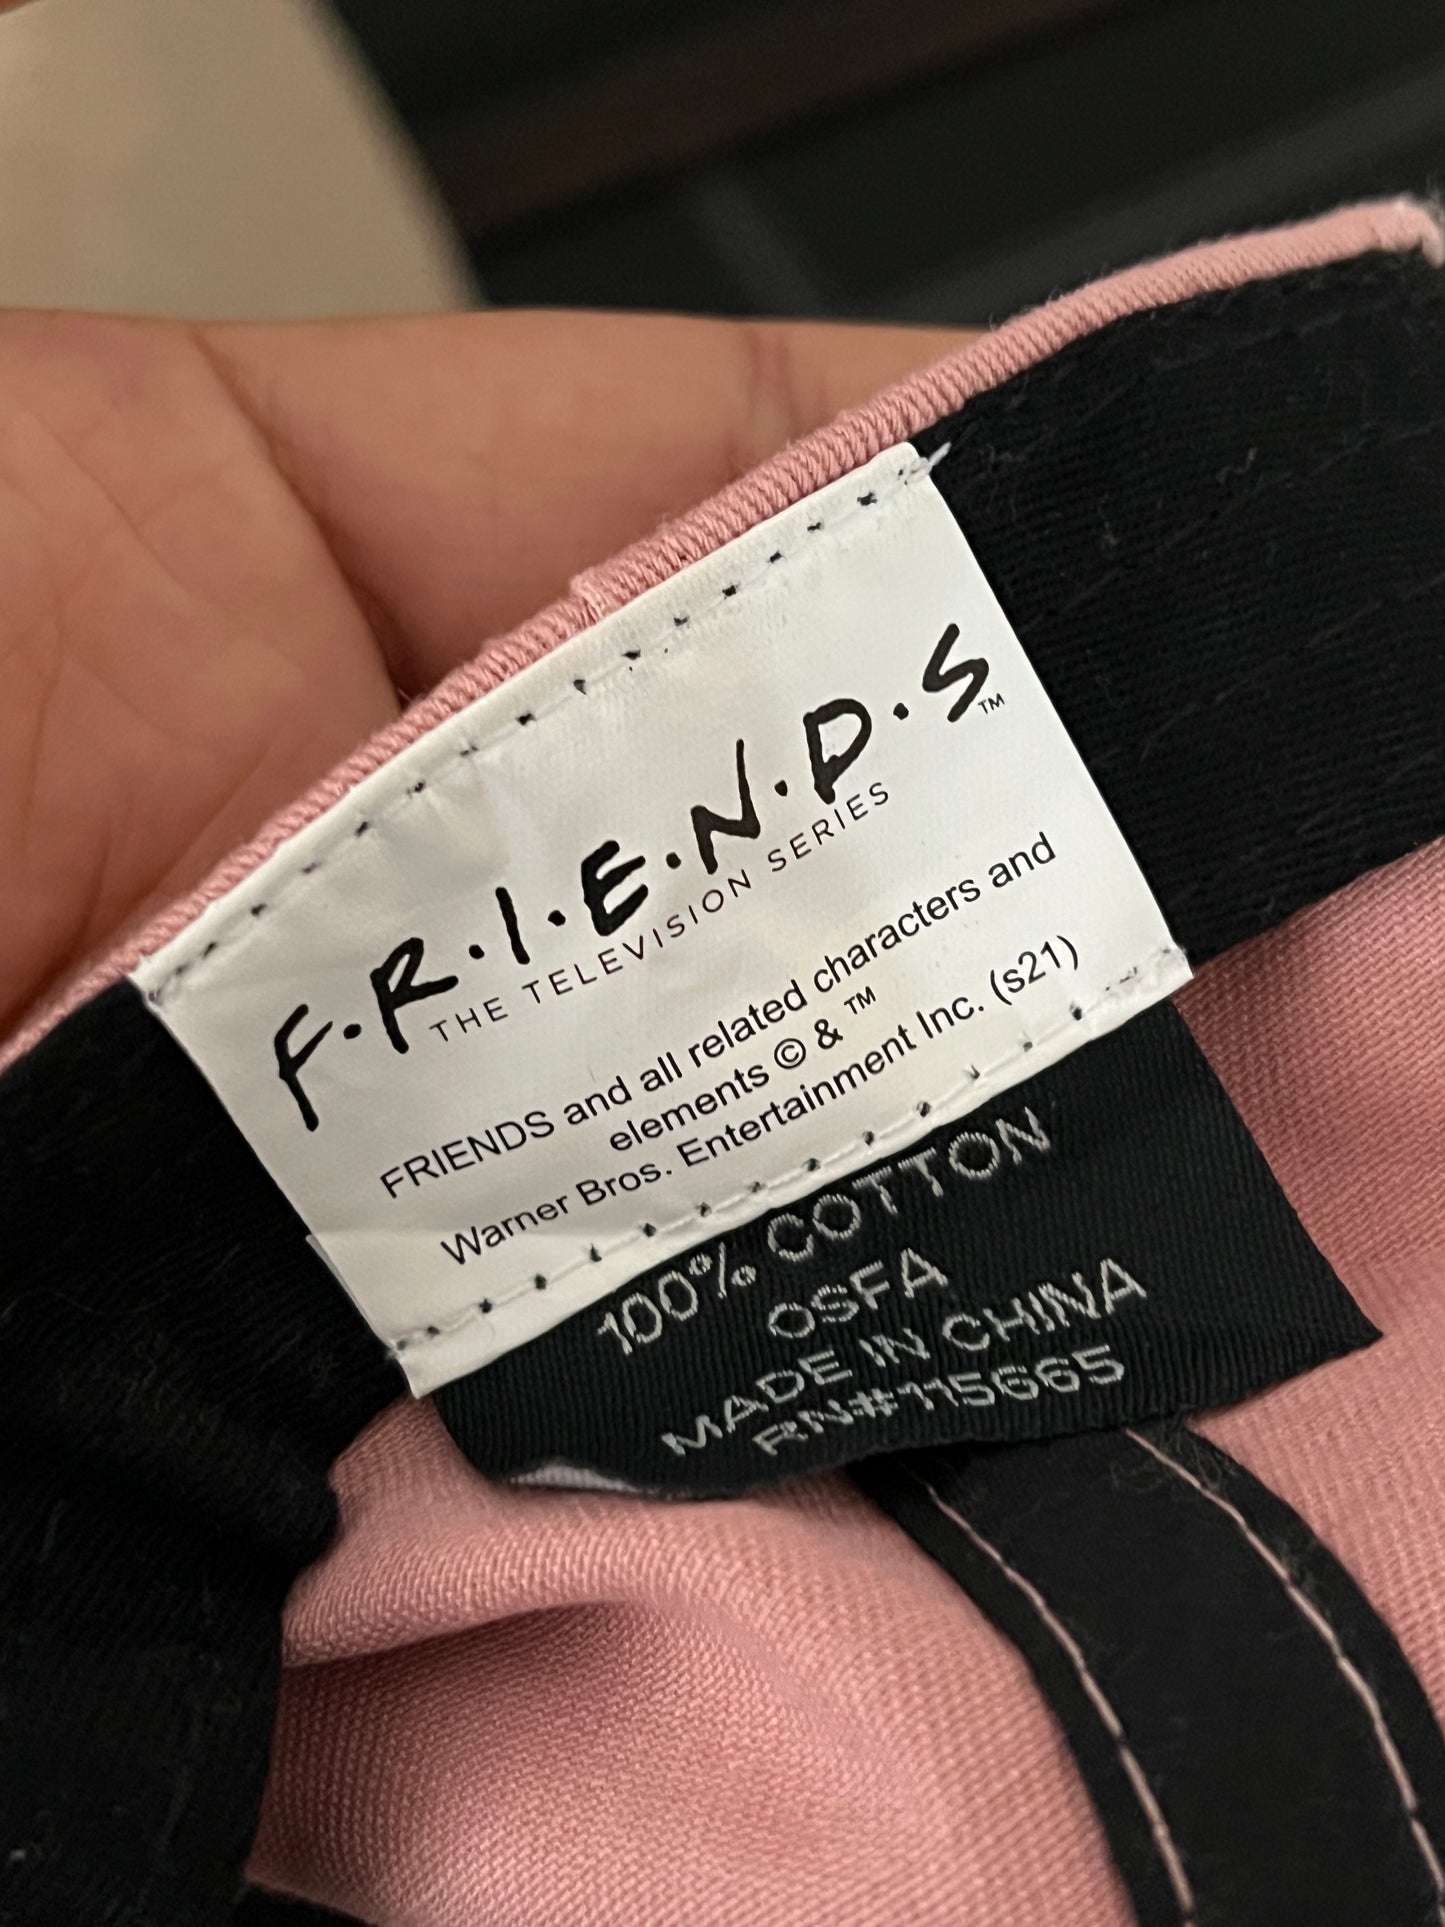 F·R·I·E·N·D·S™
THE TELEVISION SERIES
FRIENDS and all related characters and
elements © & ™
Warner Bros. Entertainment Inc. (s21)
100% COTTON
OSFA
MADE IN CHINA
RN#115665